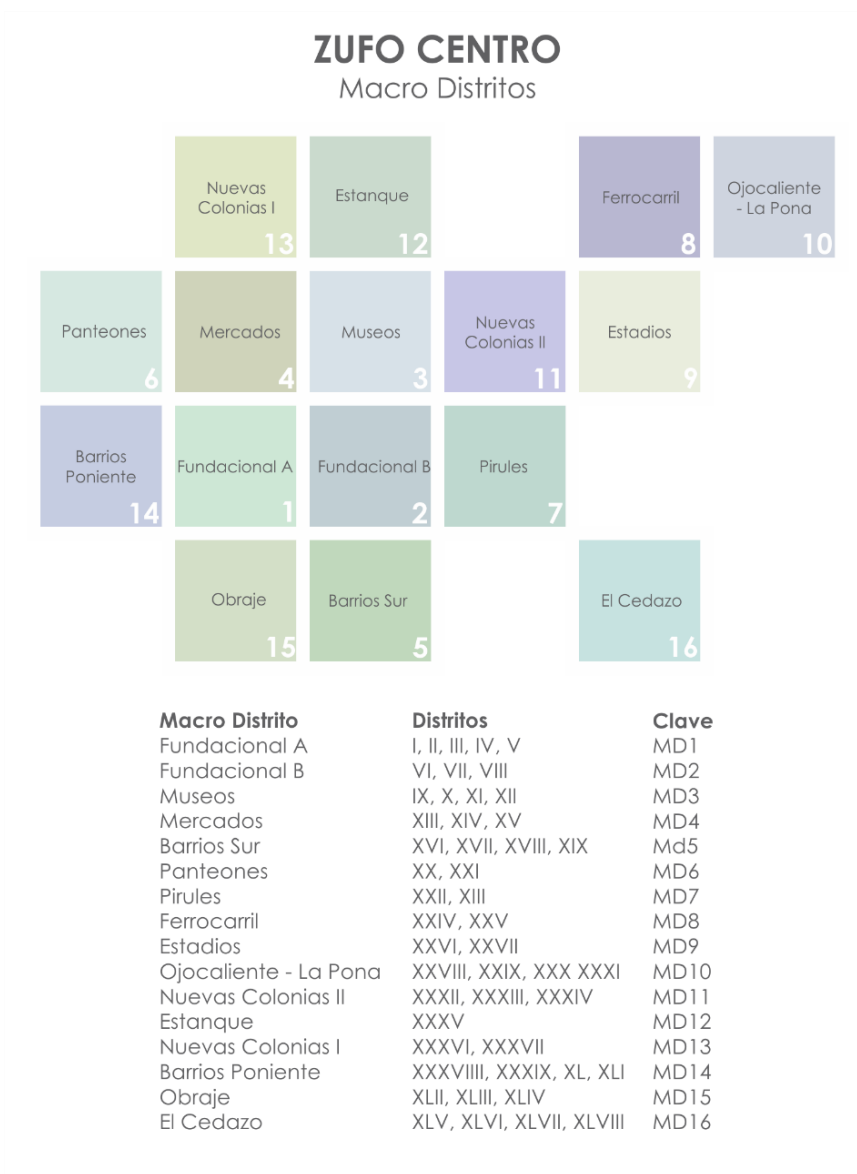 ZUFO CENTRO
Macro Distritos
Nuevas
Colonias I
13
Estanque
12
Ferrocarril
8
Ojocaliente
- La Pona
10
Panteones
6
Mercados
4
Museos
3
Nuevas
Colonias II
11
Estadios
9
Barrios
Poniente
14
Fundacional A
1
Fundacional B
2
Pirules
7
Obraje
15
Barrios Sur
5
El Cedazo
16
Macro Distrito Distritos Clave
Fundacional A I, II, III, IV, V MD1
Fundacional B VI, VII, VIII MD2
Museos IX, X, XI, XII MD3
Mercados XIII, XIV, XV MD4
Barrios Sur XVI, XVII, XVIII, XIX Md5
Panteones XX, XXI MD6
Pirules XXII, XIII MD7
Ferrocarril XXIV, XXV MD8
Estadios XXVI, XXVII MD9
Ojocaliente - La Pona XXVIII, XXIX, XXX XXXI MD10
Nuevas Colonias II XXXII, XXXIII, XXXIV MD11
Estanque XXXV MD12
Nuevas Colonias I XXXVI, XXXVII MD13
Barrios Poniente XXXVIIII, XXXIX, XL, XLI MD14
Obraje XLII, XLIII, XLIV MD15
El Cedazo XLV, XLVI, XLVII, XLVIII MD16